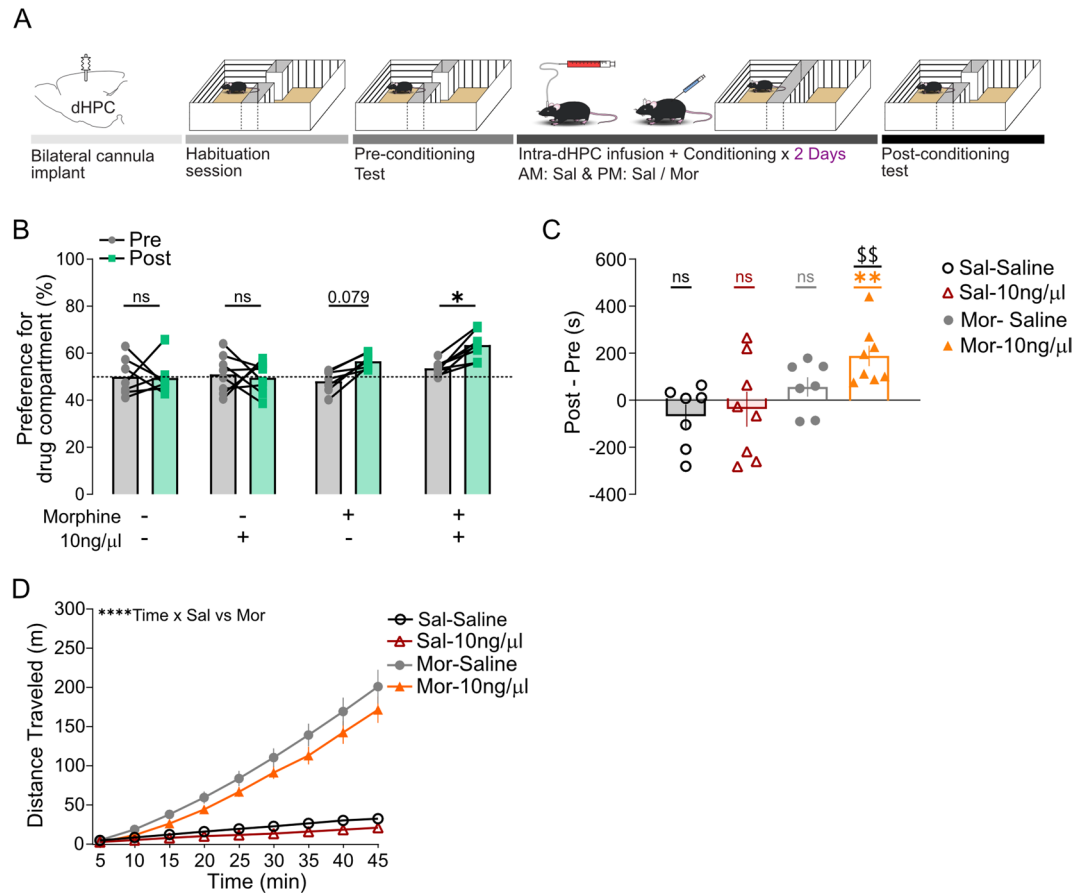 A
dHPC
Bilateral cannula
implant
Habituation
session
Pre-conditioning
Test
Intra-dHPC infusion + Conditioning x 2 Days
AM: Sal & PM: Sal / Mor
Post-conditioning
test
B
Pre
Post
Preference for
drug compartment (%)
100
80
60
40
20
0
ns
ns
0.079
*
Morphine - - + +
10ng/µl - + - +
C
Post - Pre (s)
600
400
200
0
-200
-400
ns
ns
ns
$$
**
Sal-Saline
Sal-10ng/µl
Mor- Saline
Mor-10ng/µl
D
****Time x Sal vs Mor
Distance Traveled (m)
300
250
200
150
100
50
0
5 10 15 20 25 30 35 40 45
Time (min)
Sal-Saline
Sal-10ng/µl
Mor-Saline
Mor-10ng/µl